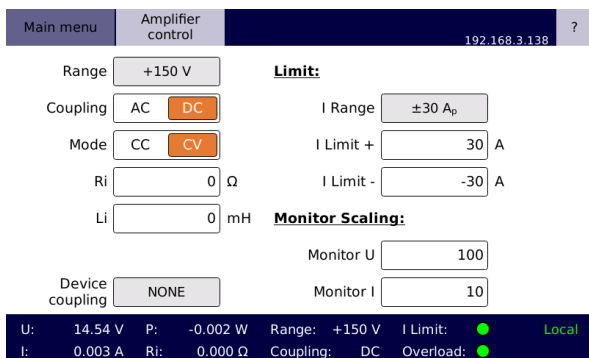 Main menu
Amplifier
control
192.168.3.138
?
Range +150 V
Coupling AC DC
Mode CC CV
Ri 0 Ω
Li 0 mH
Device
coupling NONE
Limit:
I Range ±30 Aₚ
I Limit + 30 A
I Limit - -30 A
Monitor Scaling:
Monitor U 100
Monitor I 10
U: 14.54 V P: -0.002 W Range: +150 V I Limit: Local
I: 0.003 A Ri: 0.000 Ω Coupling: DC Overload: